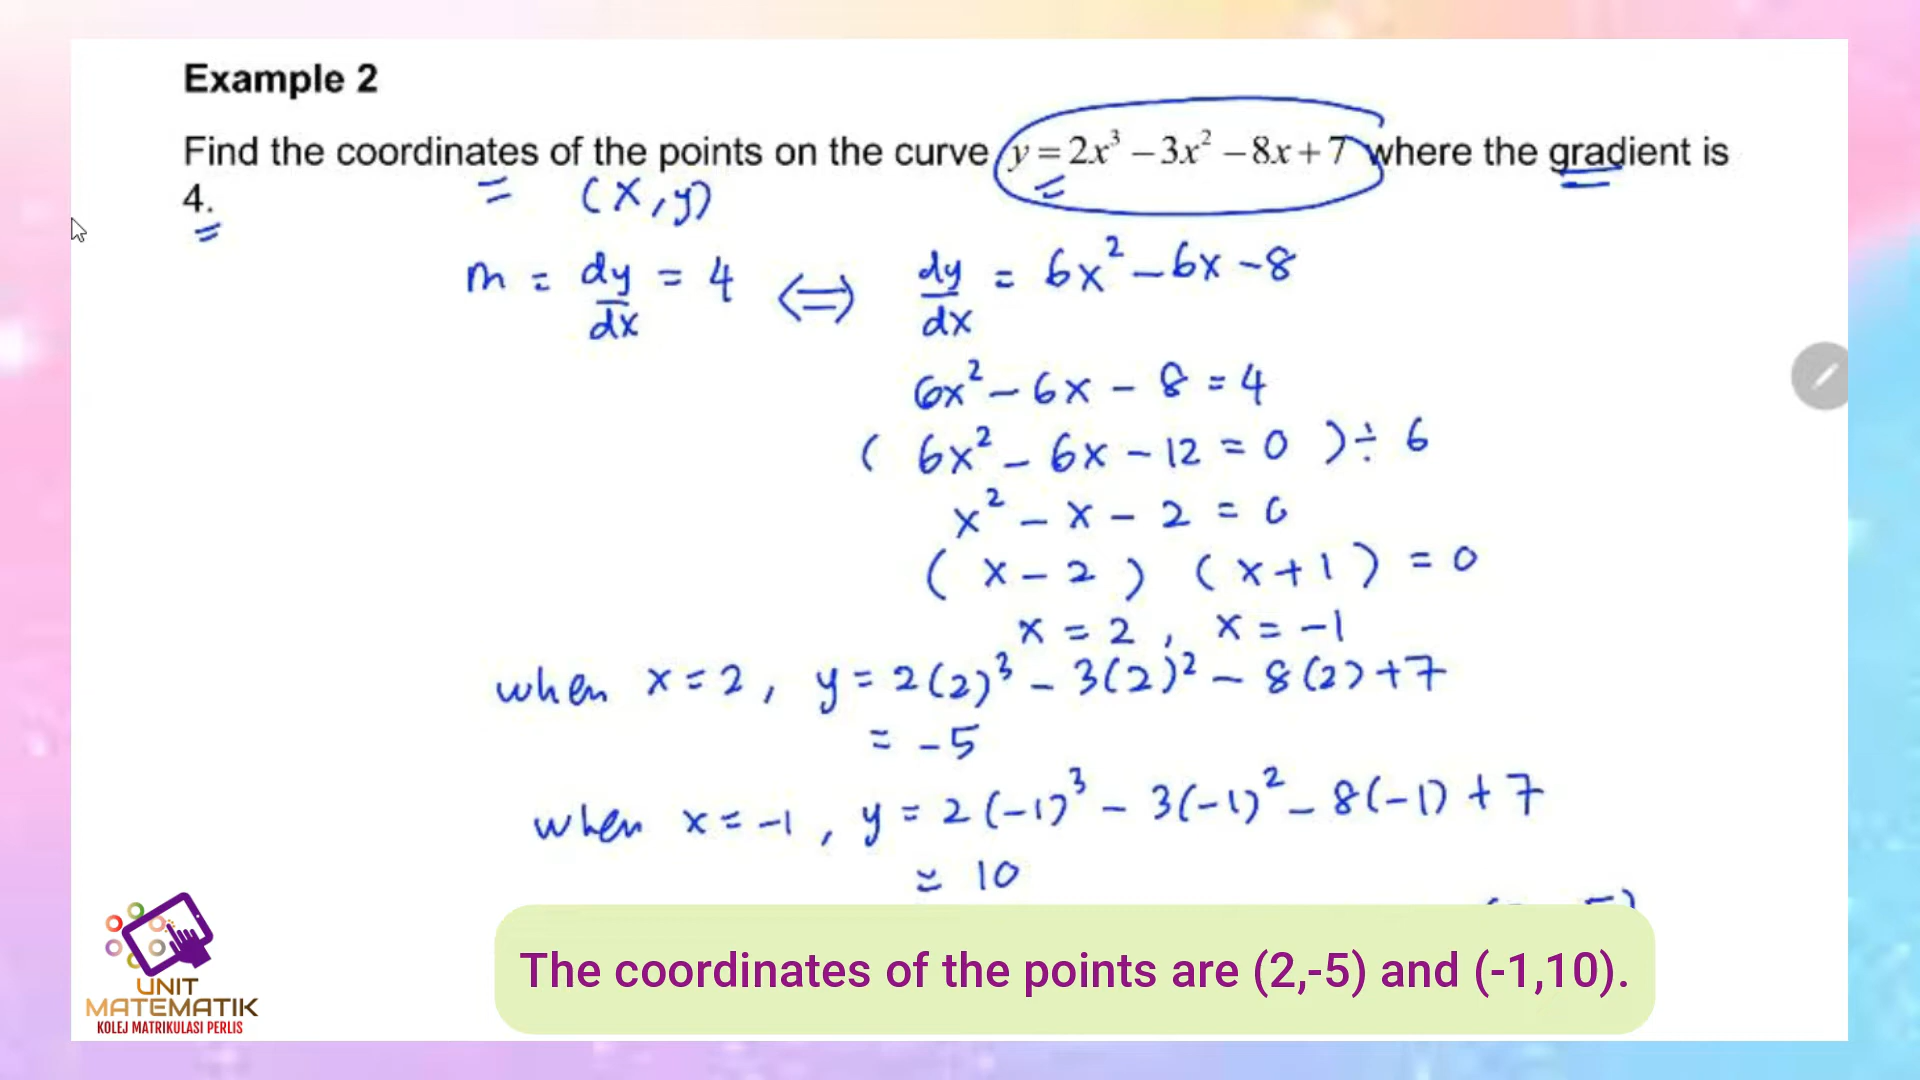 Example 2
Find the coordinates of the points on the curve y = 2x³ − 3x² − 8x + 7 where the gradient is
4.
= (x, y)
m = dy/dx = 4 ⟺ dy/dx = 6x² − 6x − 8
6x² − 6x − 8 = 4
( 6x² − 6x − 12 = 0 ) ÷ 6
x² − x − 2 = 0
( x − 2 ) ( x + 1 ) = 0
x = 2 , x = −1
when x = 2 , y = 2(2)³ − 3(2)² − 8(2) + 7
= −5
when x = −1 , y = 2(−1)³ − 3(−1)² − 8(−1) + 7
= 10
The coordinates of the points are (2,-5) and (-1,10).
UNIT
MATEMATIK
KOLEJ MATRIKULASI PERLIS